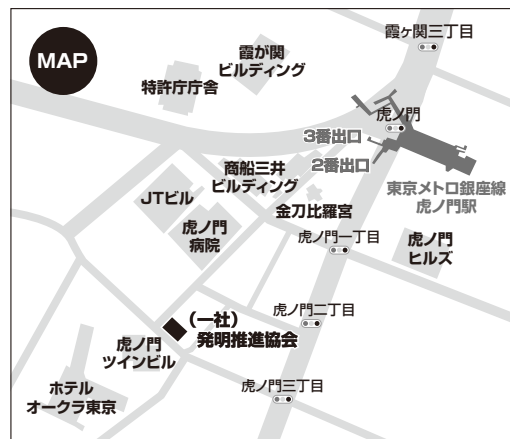 MAP
霞ヶ関三丁目
霞が関
ビルディング
特許庁庁舎
虎ノ門
3番出口
2番出口
商船三井
ビルディング
東京メトロ銀座線
虎ノ門駅
JTビル
金刀比羅宮
虎ノ門
病院
虎ノ門一丁目
虎ノ門
ヒルズ
虎ノ門二丁目
(一社)
発明推進協会
虎ノ門
ツインビル
ホテル
オークラ東京
虎ノ門三丁目